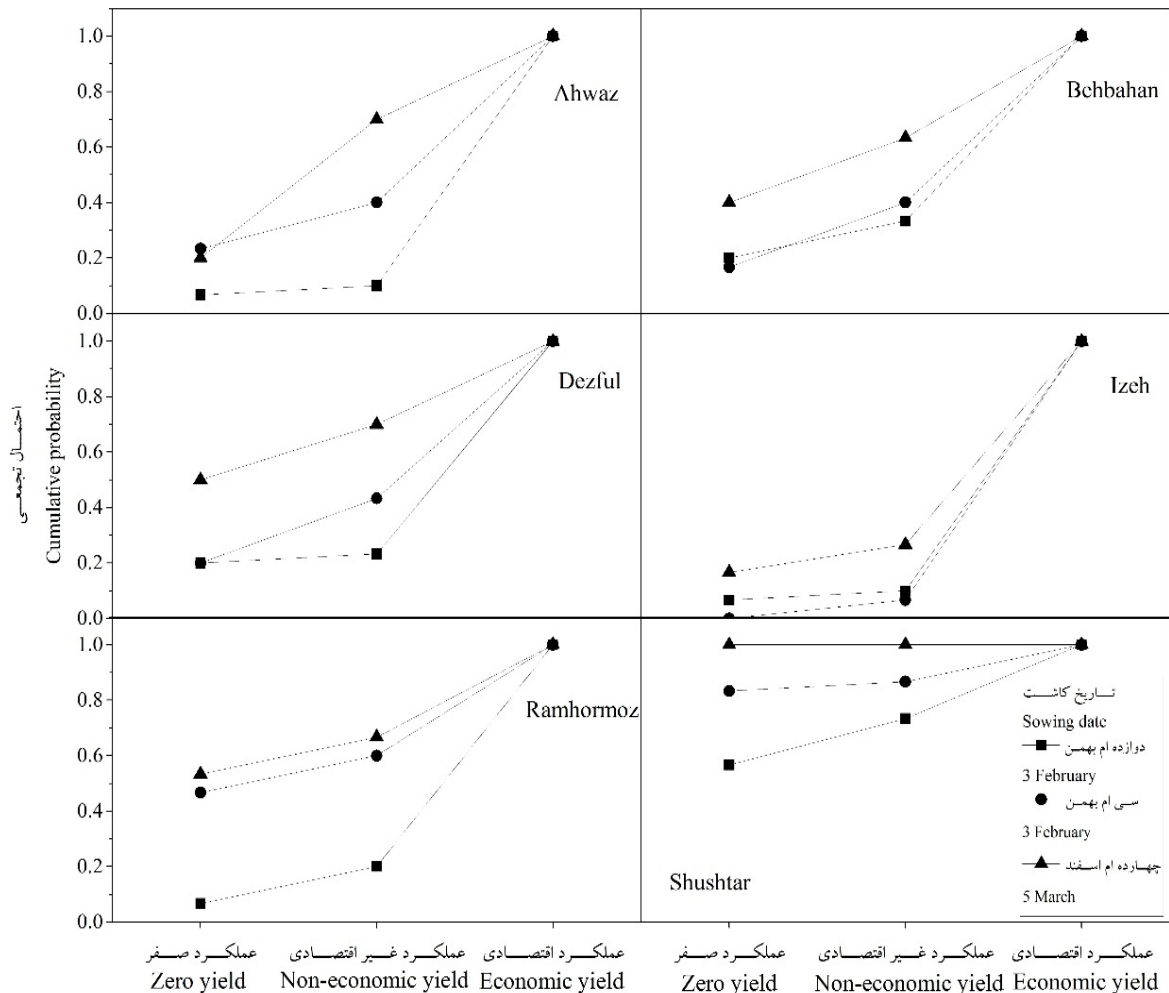 احتمال تجمعی
Cumulative probability
1.0
0.8
0.6
0.4
0.2
0.0
Ahwaz
Behbahan
1.0
0.8
0.6
0.4
0.2
0.0
Dezful
Izeh
1.0
0.8
0.6
0.4
0.2
0.0
Ramhormoz
Shushtar
تاریخ کاشت
Sowing date
دوازده ام بهمن
3 February
سی ام بهمن
3 February
چهارده ام اسفند
5 March
عملکرد صفر
Zero yield
عملکرد غیر اقتصادی
Non-economic yield
عملکرد اقتصادی
Economic yield
عملکرد صفر
Zero yield
عملکرد غیر اقتصادی
Non-economic yield
عملکرد اقتصادی
Economic yield